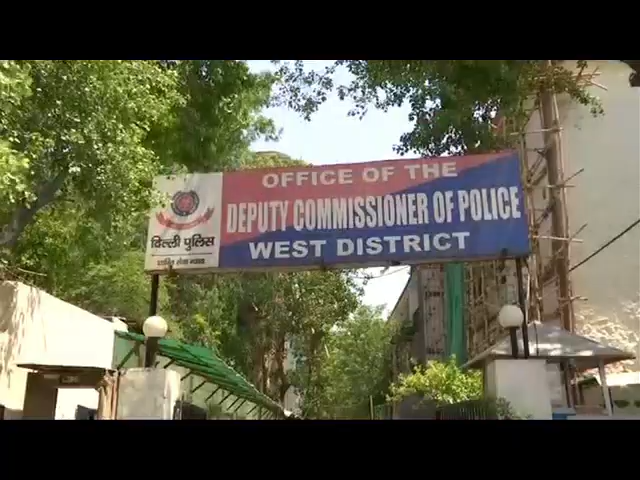 OFFICE OF THE
DEPUTY COMMISSIONER OF POLICE
WEST DISTRICT
दिल्ली पुलिस
शान्ति सेवा न्याय